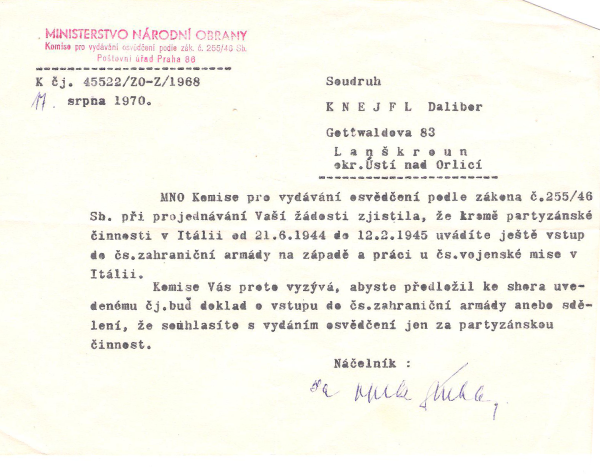 MINISTERSTVO NÁRODNÍ OBRANY
Komise pro vydávání osvědčení podle zák. č. 255/46 Sb.
Poštovní úřad Praha 86
K čj. 45522/ZO-Z/1968
17. srpna 1970.
Soudruh
K N E J F L Dalibor
Gottwaldova 83
L a n š k r o u n
okr.Ústí nad Orlicí
MNO Komise pro vydávání osvědčení podle zákona č.255/46
Sb. při projednávání Vaší žádosti zjistila, že kromě partyzánské
činnosti v Itálii od 21.6.1944 do 12.2.1945 uvádíte ještě vstup
do čs.zahraniční armády na západě a práci u čs.vojenské mise v
Itálii.
Komise Vás proto vyzývá, abyste předložil ke shora uve-
denému čj.buď doklad o vstupu do čs.zahraniční armády anebo sdě-
lení, že souhlasíte s vydáním osvědčení jen za partyzánskou
činnost.
Náčelník :